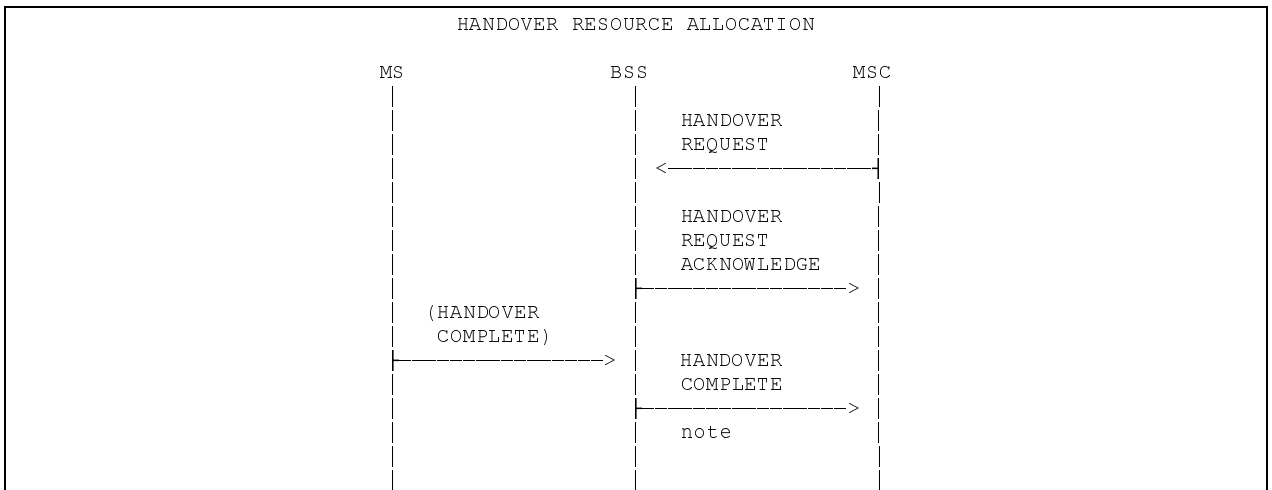 HANDOVER RESOURCE ALLOCATION
MS BSS MSC
HANDOVER
REQUEST
HANDOVER
REQUEST
ACKNOWLEDGE
(HANDOVER
COMPLETE)
HANDOVER
COMPLETE
note